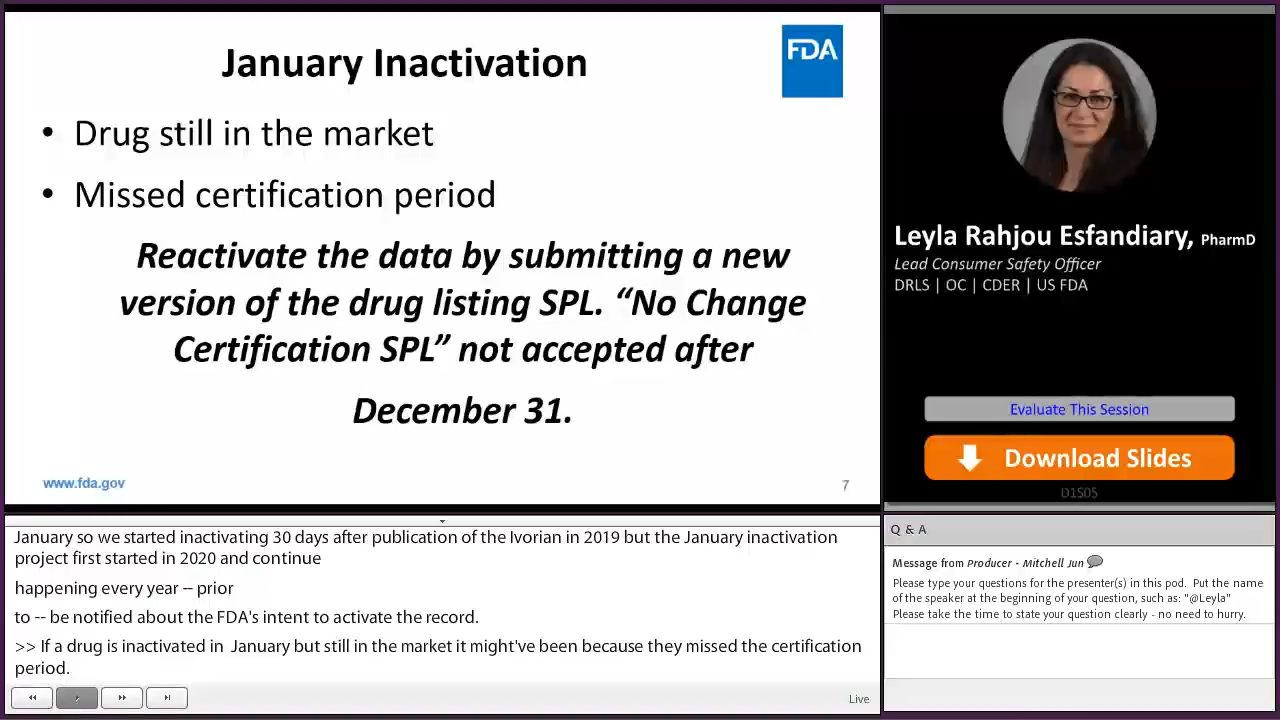 January Inactivation
FDA
• Drug still in the market
• Missed certification period
Reactivate the data by submitting a new
version of the drug listing SPL. “No Change
Certification SPL” not accepted after
December 31.
www.fda.gov
7
Leyla Rahjou Esfandiary, PharmD
Lead Consumer Safety Officer
DRLS | OC | CDER | US FDA
Evaluate This Session
Download Slides
D1S05
January so we started inactivating 30 days after publication of the Ivorian in 2019 but the January inactivation
project first started in 2020 and continue
happening every year -- prior
to -- be notified about the FDA's intent to activate the record.
>> If a drug is inactivated in  January but still in the market it might've been because they missed the certification
period.
Live
Q & A
Message from Producer - Mitchell Jun
Please type your questions for the presenter(s) in this pod.  Put the name
of the speaker at the beginning of your question, such as: "@Leyla"
Please take the time to state your question clearly - no need to hurry.